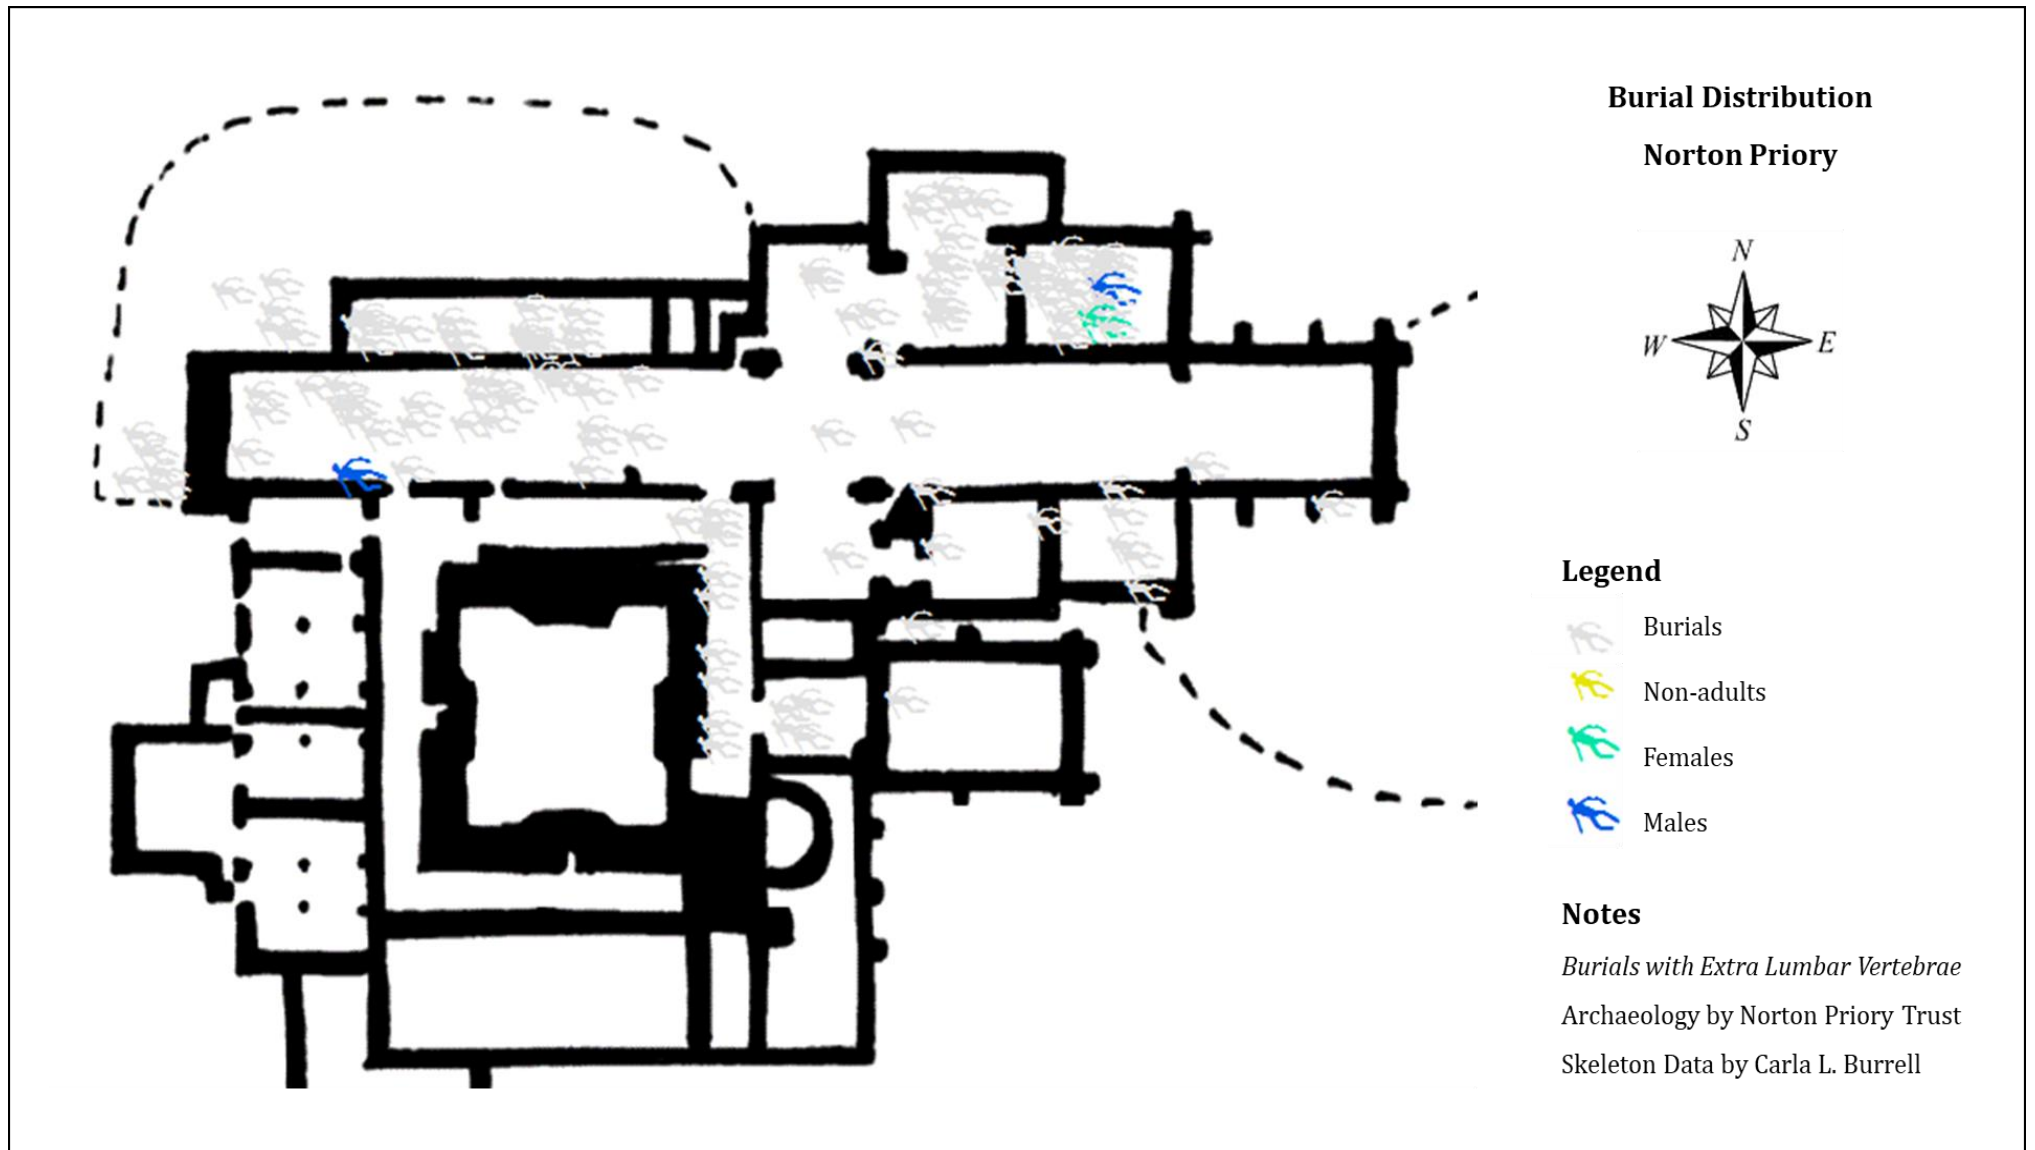 Burial Distribution
Norton Priory
N
W
E
S
Legend
Burials
Non-adults
Females
Males
Notes
Burials with Extra Lumbar Vertebrae
Archaeology by Norton Priory Trust
Skeleton Data by Carla L. Burrell